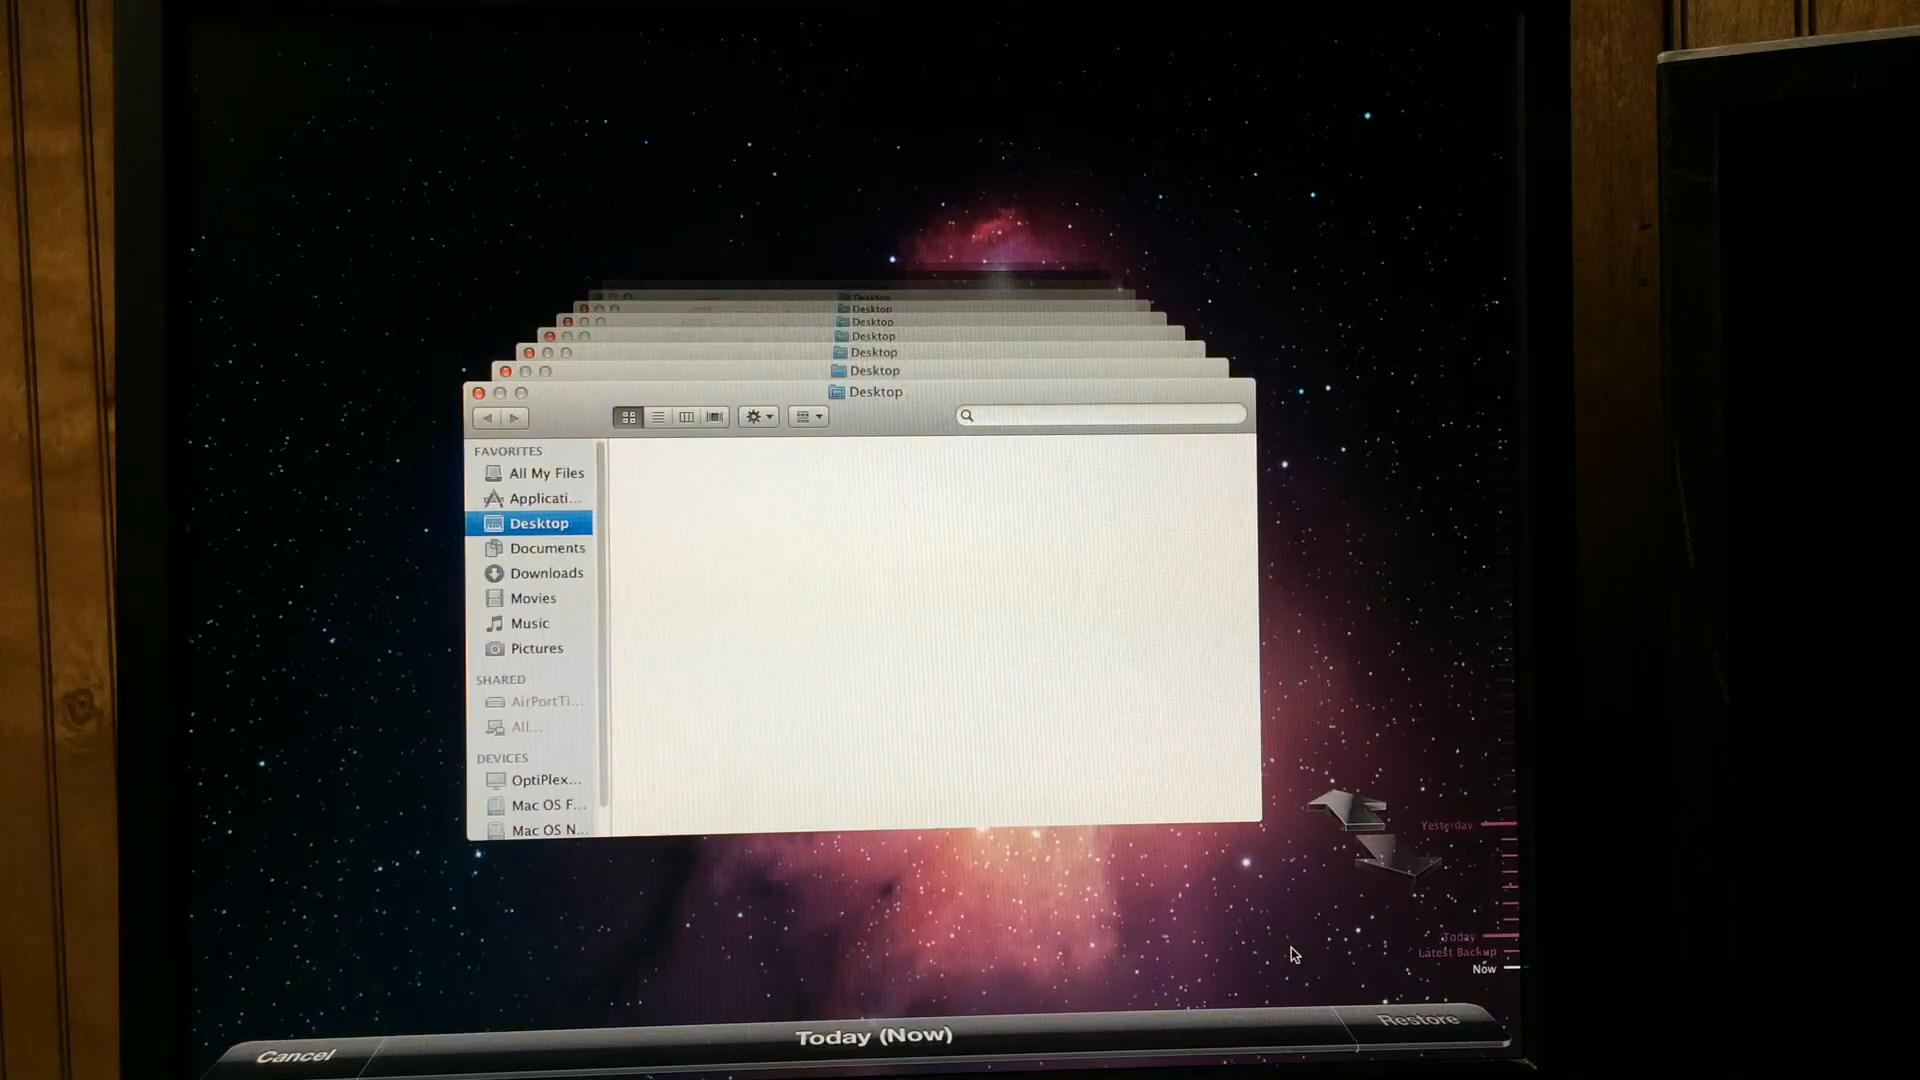 Desktop
Desktop
Desktop
Desktop
Desktop
Desktop
Desktop
FAVORITES
All My Files
Applicati...
Desktop
Documents
Downloads
Movies
Music
Pictures
SHARED
AirPortTi...
All...
DEVICES
OptiPlex...
Mac OS F...
Mac OS N...
Yesterday
Today
Latest Backup
Now
Cancel
Today (Now)
Restore